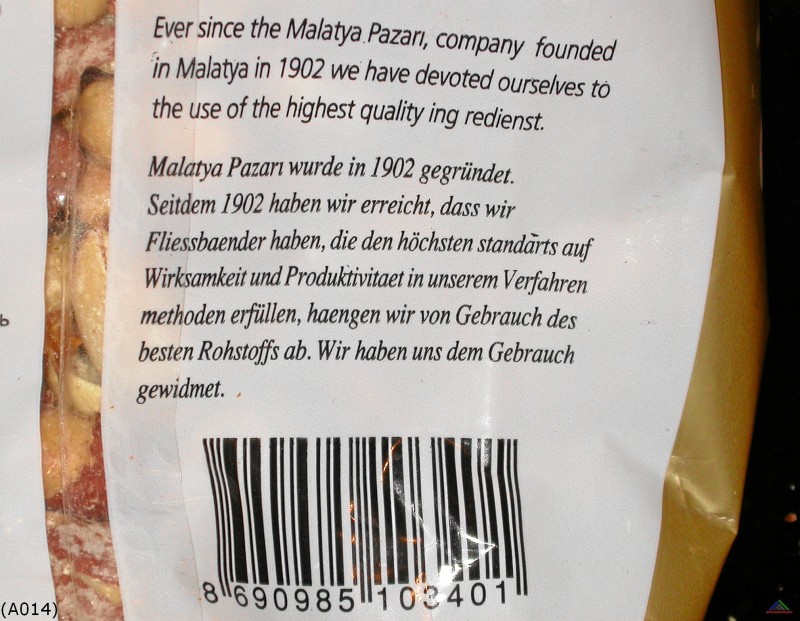 Ever since the Malatya Pazarı, company founded
in Malatya in 1902 we have devoted ourselves to
the use of the highest quality ing redienst.
Malatya Pazarı wurde in 1902 gegründet.
Seitdem 1902 haben wir erreicht, dass wir
Fliessbaender haben, die den höchsten standärts auf
Wirksamkeit und Produktivitaet in unserem Verfahren
methoden erfüllen, haengen wir von Gebrauch des
besten Rohstoffs ab. Wir haben uns dem Gebrauch
gewidmet.
b
8 690985 103401
(A014)